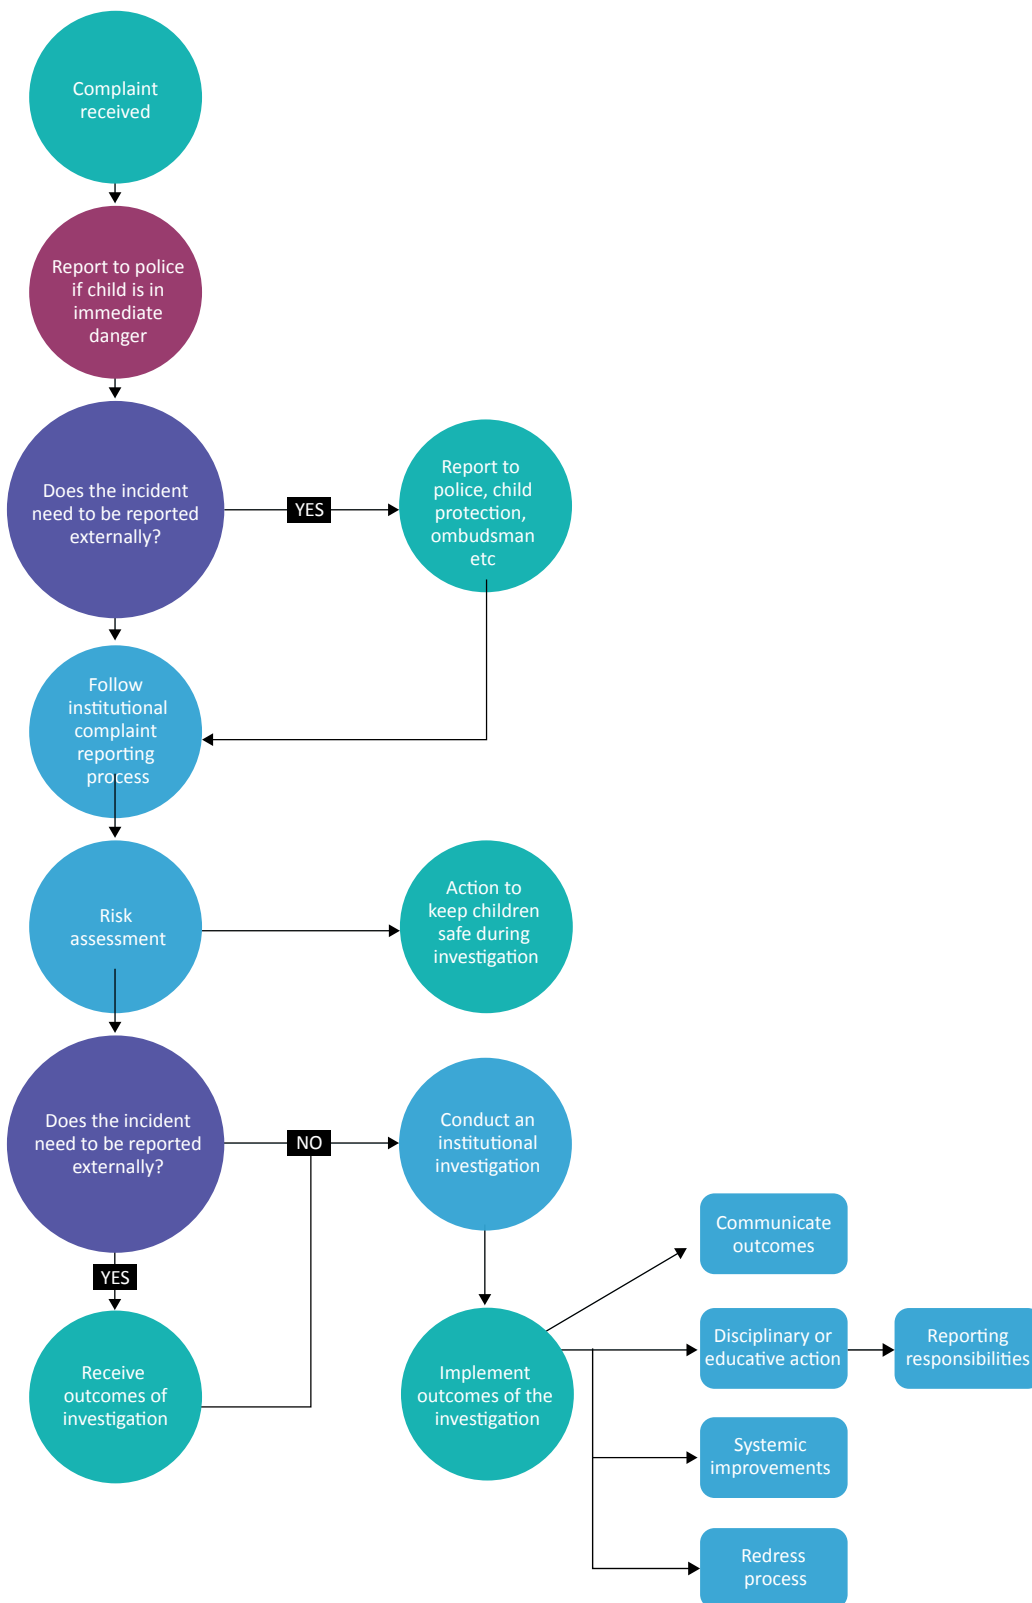 Complaint
received
Report to police
if child is in
immediate
danger
Does the incident
need to be reported
externally?
YES
Report to
police, child
protection,
ombudsman
etc
Follow
institutional
complaint
reporting
process
Risk
assessment
Action to
keep children
safe during
investigation
Does the incident
need to be reported
externally?
NO
Conduct an
institutional
investigation
YES
Receive
outcomes of
investigation
Implement
outcomes of the
investigation
Communicate
outcomes
Disciplinary or
educative action
Reporting
responsibilities
Systemic
improvements
Redress
process